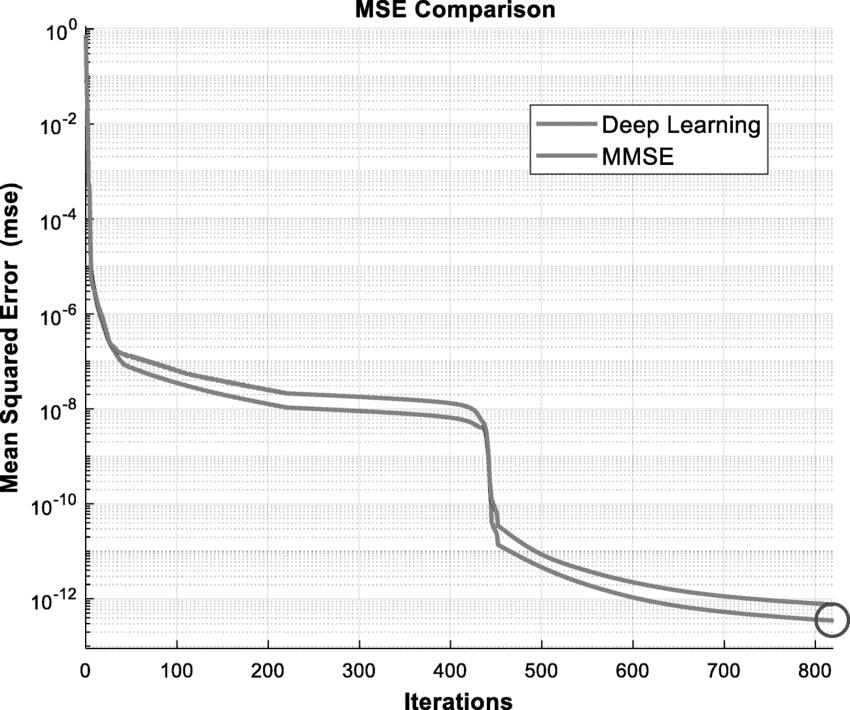 MSE Comparison
10^0
10^-2
10^-4
10^-6
10^-8
10^-10
10^-12
Mean Squared Error (mse)
Deep Learning
MMSE
0 100 200 300 400 500 600 700 800
Iterations